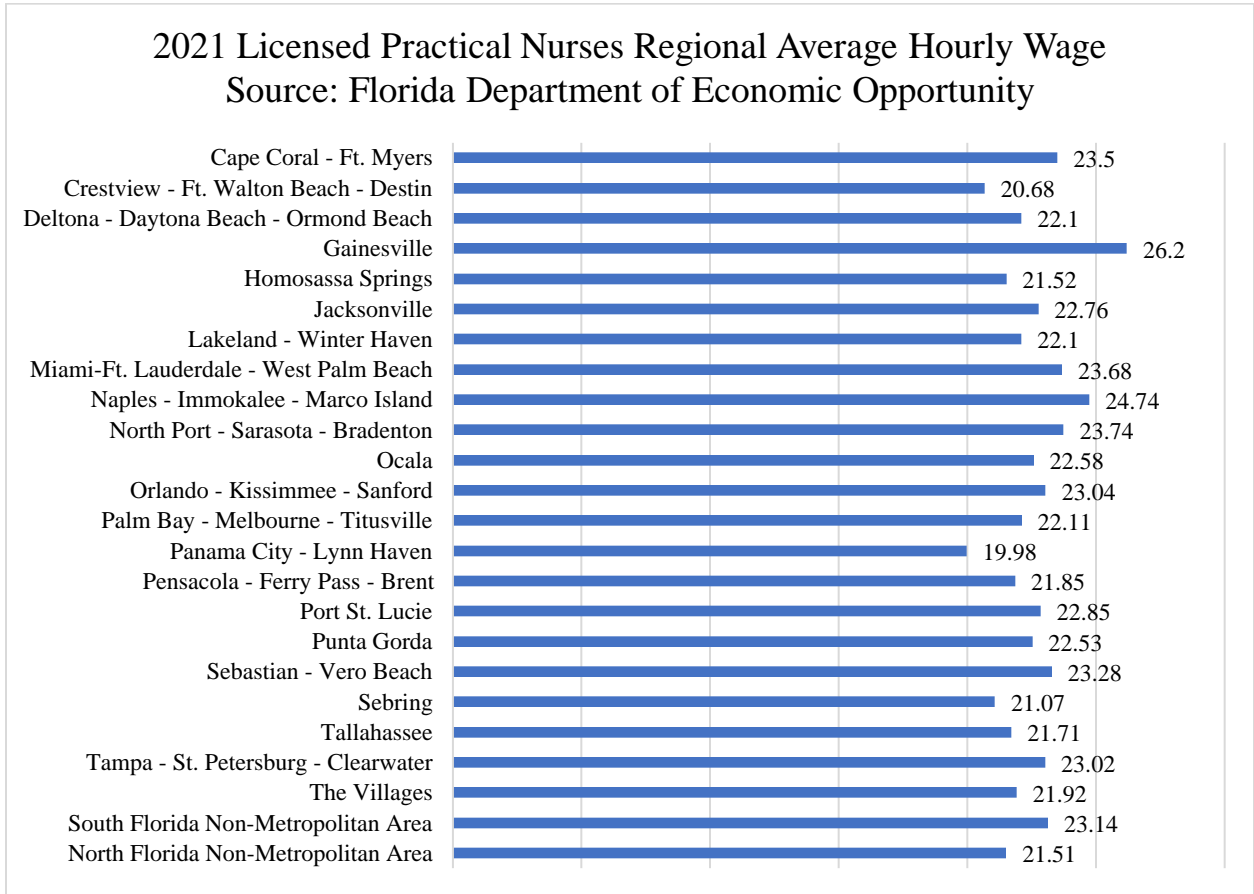 2021 Licensed Practical Nurses Regional Average Hourly Wage
Source: Florida Department of Economic Opportunity
Cape Coral - Ft. Myers 23.5
Crestview - Ft. Walton Beach - Destin 20.68
Deltona - Daytona Beach - Ormond Beach 22.1
Gainesville 26.2
Homosassa Springs 21.52
Jacksonville 22.76
Lakeland - Winter Haven 22.1
Miami-Ft. Lauderdale - West Palm Beach 23.68
Naples - Immokalee - Marco Island 24.74
North Port - Sarasota - Bradenton 23.74
Ocala 22.58
Orlando - Kissimmee - Sanford 23.04
Palm Bay - Melbourne - Titusville 22.11
Panama City - Lynn Haven 19.98
Pensacola - Ferry Pass - Brent 21.85
Port St. Lucie 22.85
Punta Gorda 22.53
Sebastian - Vero Beach 23.28
Sebring 21.07
Tallahassee 21.71
Tampa - St. Petersburg - Clearwater 23.02
The Villages 21.92
South Florida Non-Metropolitan Area 23.14
North Florida Non-Metropolitan Area 21.51